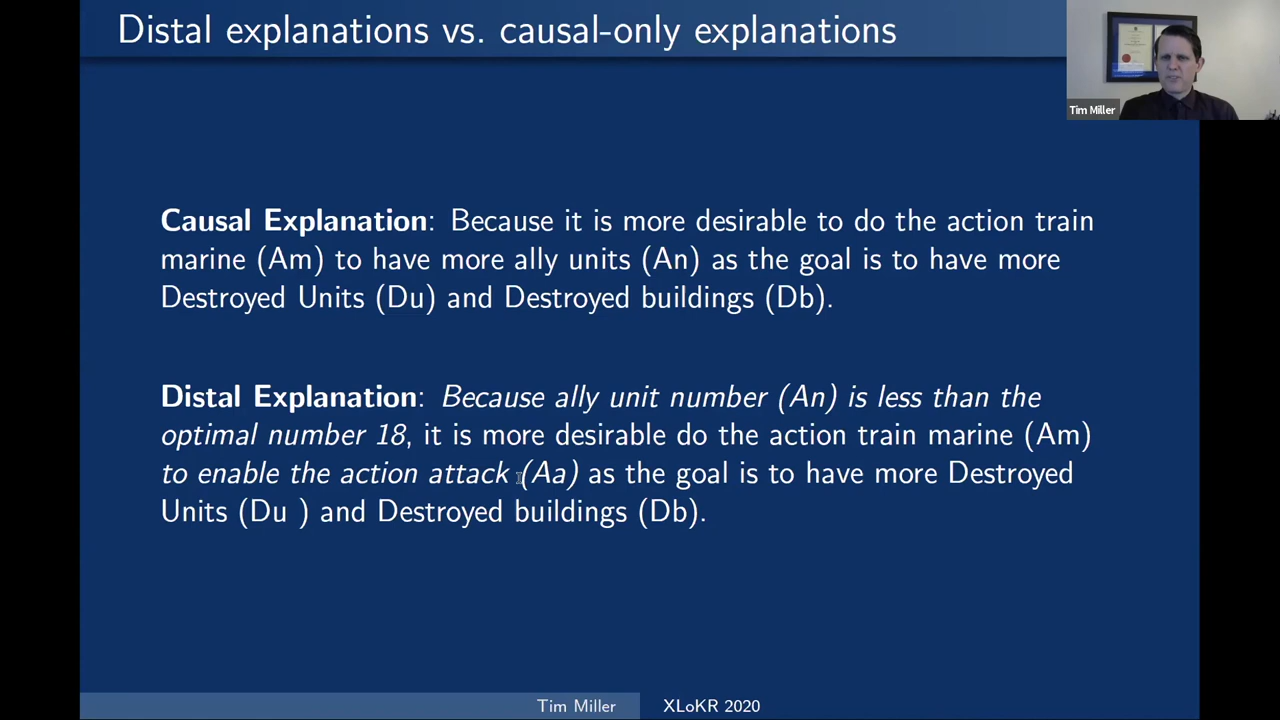 Distal explanations vs. causal-only explanations
Tim Miller
Causal Explanation: Because it is more desirable to do the action train
marine (Am) to have more ally units (An) as the goal is to have more
Destroyed Units (Du) and Destroyed buildings (Db).
Distal Explanation: Because ally unit number (An) is less than the
optimal number 18, it is more desirable do the action train marine (Am)
to enable the action attack (Aa) as the goal is to have more Destroyed
Units (Du ) and Destroyed buildings (Db).
Tim Miller XLoKR 2020